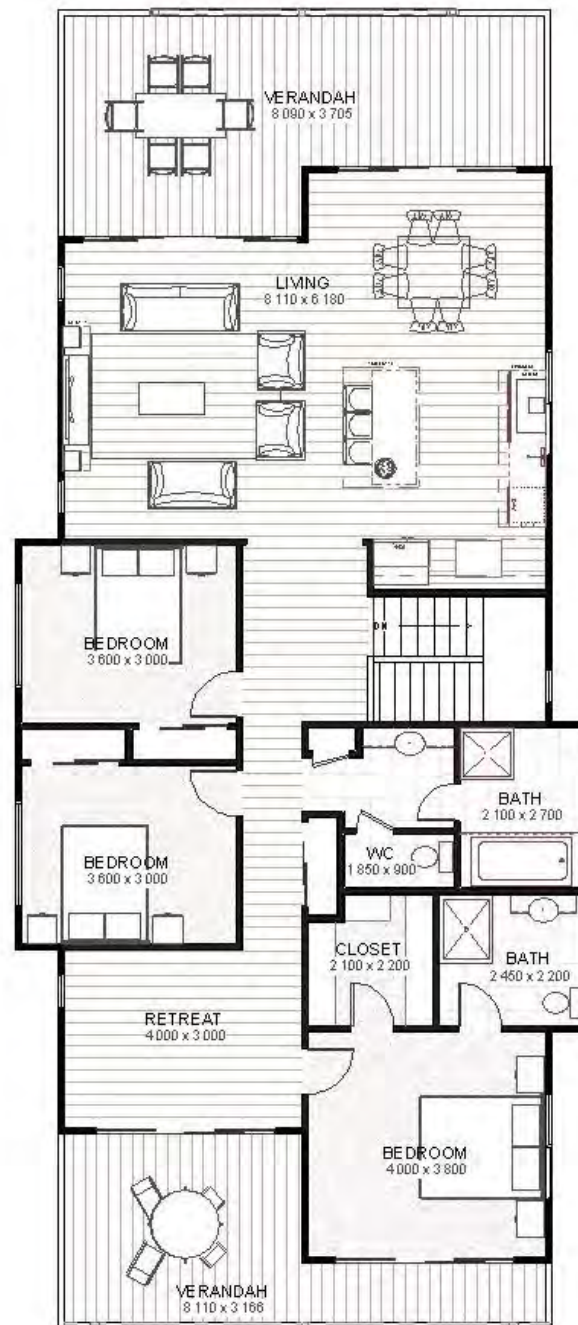 VERANDAH
8 090 x 3 705
LIVING
8 110 x 6 180
DN
BEDROOM
3 600 x 3 000
BATH
2 100 x 2 700
BEDROOM
3 600 x 3 000
WC
1 850 x 900
CLOSET
2 100 x 2 200
BATH
2 450 x 2 200
RETREAT
4 000 x 3 000
BEDROOM
4 000 x 3 800
VERANDAH
8 110 x 3 166